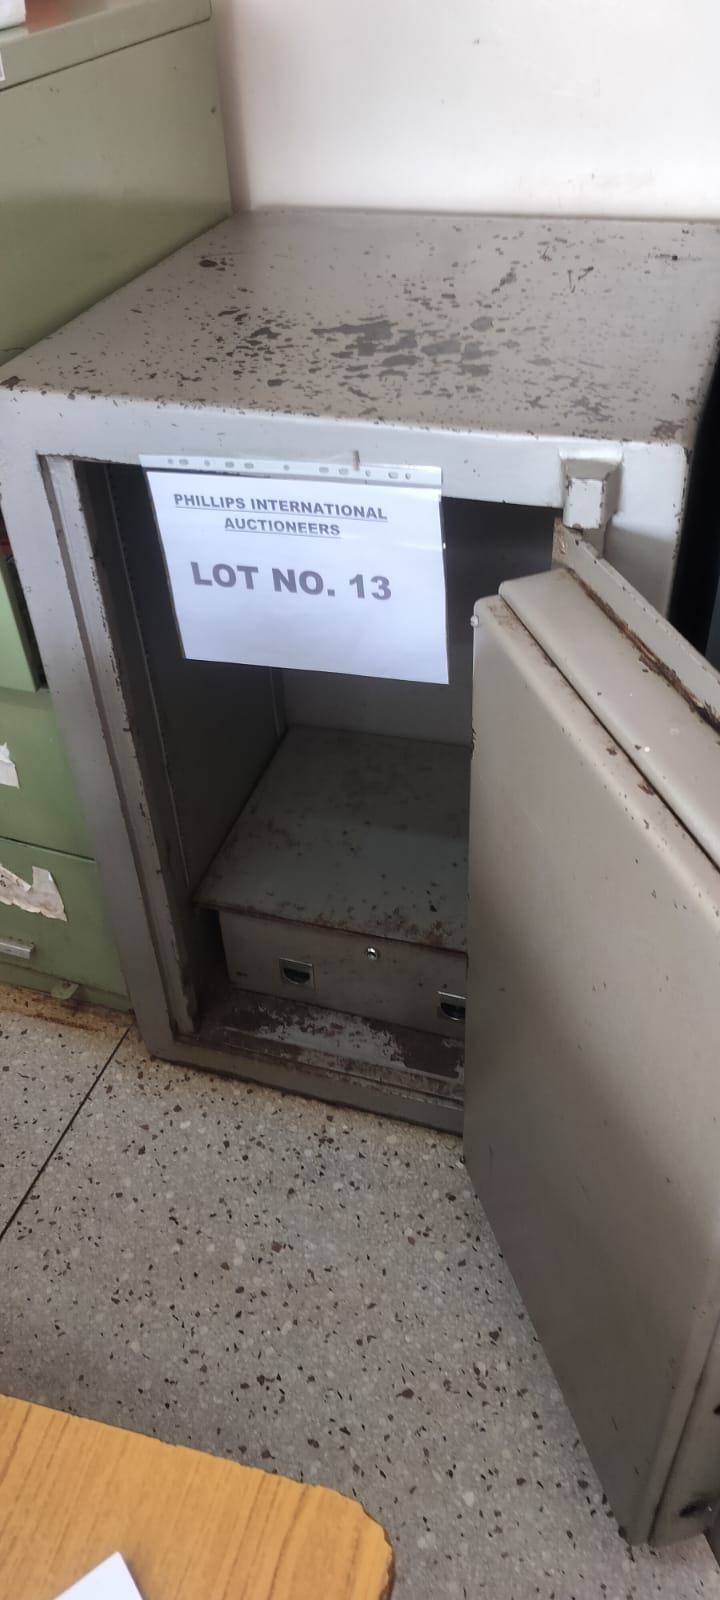 PHILLIPS INTERNATIONAL
AUCTIONEERS
LOT NO. 13